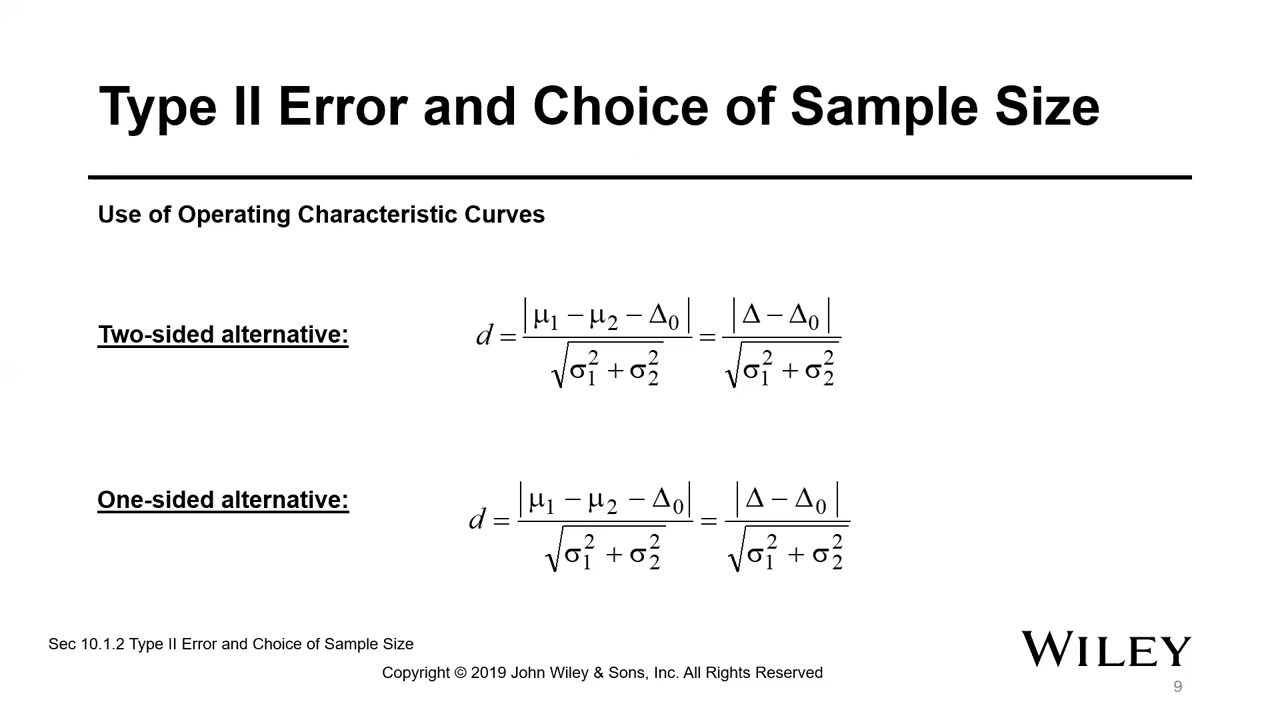 Type II Error and Choice of Sample Size
Use of Operating Characteristic Curves
Two-sided alternative: d = |μ₁ − μ₂ − Δ₀| / √(σ₁² + σ₂²) = |Δ − Δ₀| / √(σ₁² + σ₂²)
One-sided alternative: d = |μ₁ − μ₂ − Δ₀| / √(σ₁² + σ₂²) = |Δ − Δ₀| / √(σ₁² + σ₂²)
Sec 10.1.2 Type II Error and Choice of Sample Size
WILEY
Copyright © 2019 John Wiley & Sons, Inc. All Rights Reserved
9